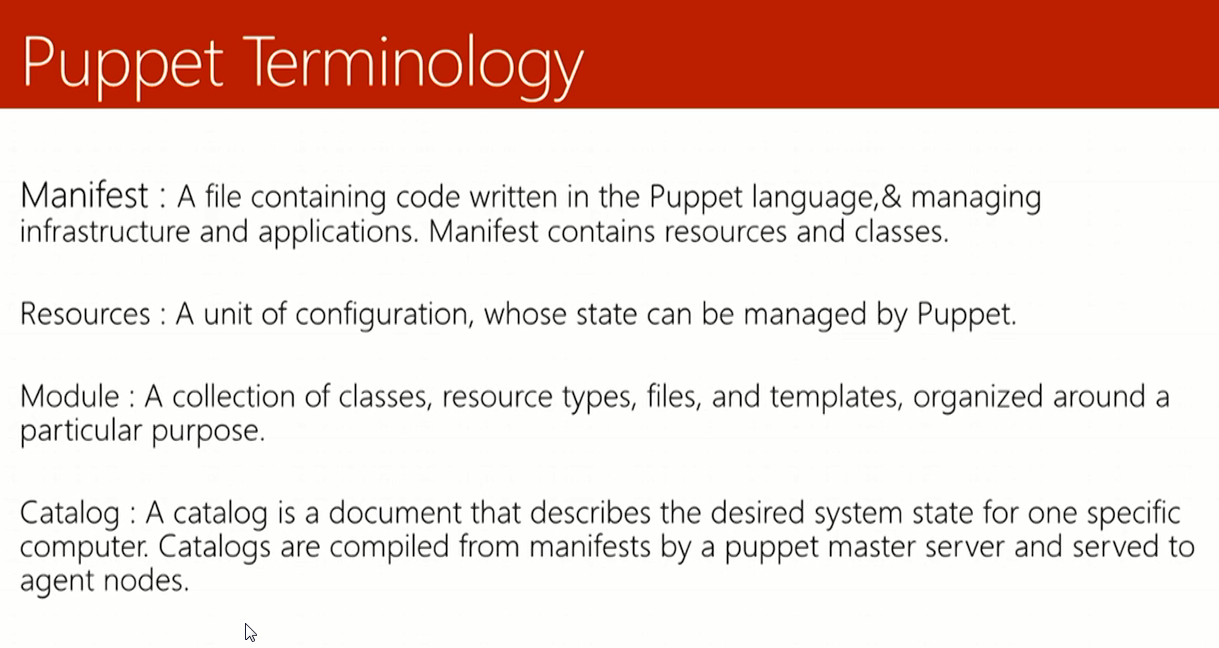 Puppet Terminology
Manifest : A file containing code written in the Puppet language,& managing
infrastructure and applications. Manifest contains resources and classes.
Resources : A unit of configuration, whose state can be managed by Puppet.
Module : A collection of classes, resource types, files, and templates, organized around a
particular purpose.
Catalog : A catalog is a document that describes the desired system state for one specific
computer. Catalogs are compiled from manifests by a puppet master server and served to
agent nodes.